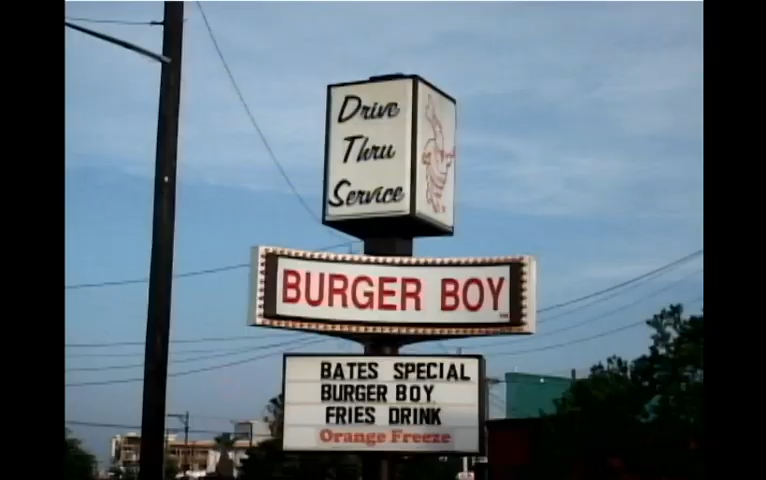 Drive
Thru
Service
BURGER BOY
BATES SPECIAL
BURGER BOY
FRIES DRINK
Orange Freeze